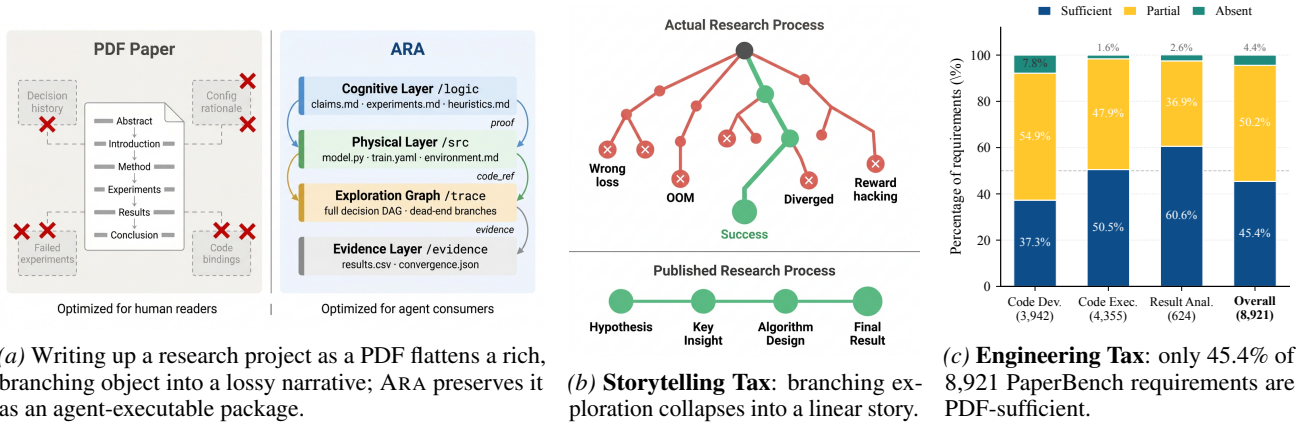 PDF Paper
Decision
history
Config
rationale
Abstract
Introduction
Method
Experiments
Results
Conclusion
Failed
experiments
Code
bindings
Optimized for human readers
ARA
Cognitive Layer /logic
claims.md · experiments.md · heuristics.md
proof
Physical Layer /src
model.py · train.yaml · environment.md
code_ref
Exploration Graph /trace
full decision DAG · dead-end branches
evidence
Evidence Layer /evidence
results.csv · convergence.json
Optimized for agent consumers
(a) Writing up a research project as a PDF flattens a rich,
branching object into a lossy narrative; ARA preserves it
as an agent-executable package.
Actual Research Process
Wrong
loss
OOM
Diverged
Reward
hacking
Success
Published Research Process
Hypothesis
Key
Insight
Algorithm
Design
Final
Result
(b) Storytelling Tax: branching ex-
ploration collapses into a linear story.
Sufficient Partial Absent
Percentage of requirements (\%)
100
80
60
40
20
0
7.8%
54.9%
37.3%
1.6%
47.9%
50.5%
2.6%
36.9%
60.6%
4.4%
50.2%
45.4%
Code Dev.
(3,942)
Code Exec.
(4,355)
Result Anal.
(624)
Overall
(8,921)
(c) Engineering Tax: only 45.4% of
8,921 PaperBench requirements are
PDF-sufficient.